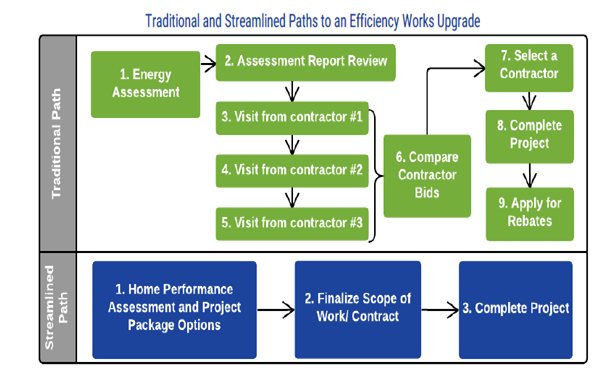 Traditional and Streamlined Paths to an Efficiency Works Upgrade
Traditional Path
1. Energy
Assessment
2. Assessment Report Review
3. Visit from contractor #1
4. Visit from contractor #2
5. Visit from contractor #3
6. Compare
Contractor
Bids
7. Select a
Contractor
8. Complete
Project
9. Apply for
Rebates
Streamlined
Path
1. Home Performance
Assessment and Project
Package Options
2. Finalize Scope of
Work/ Contract
3. Complete Project